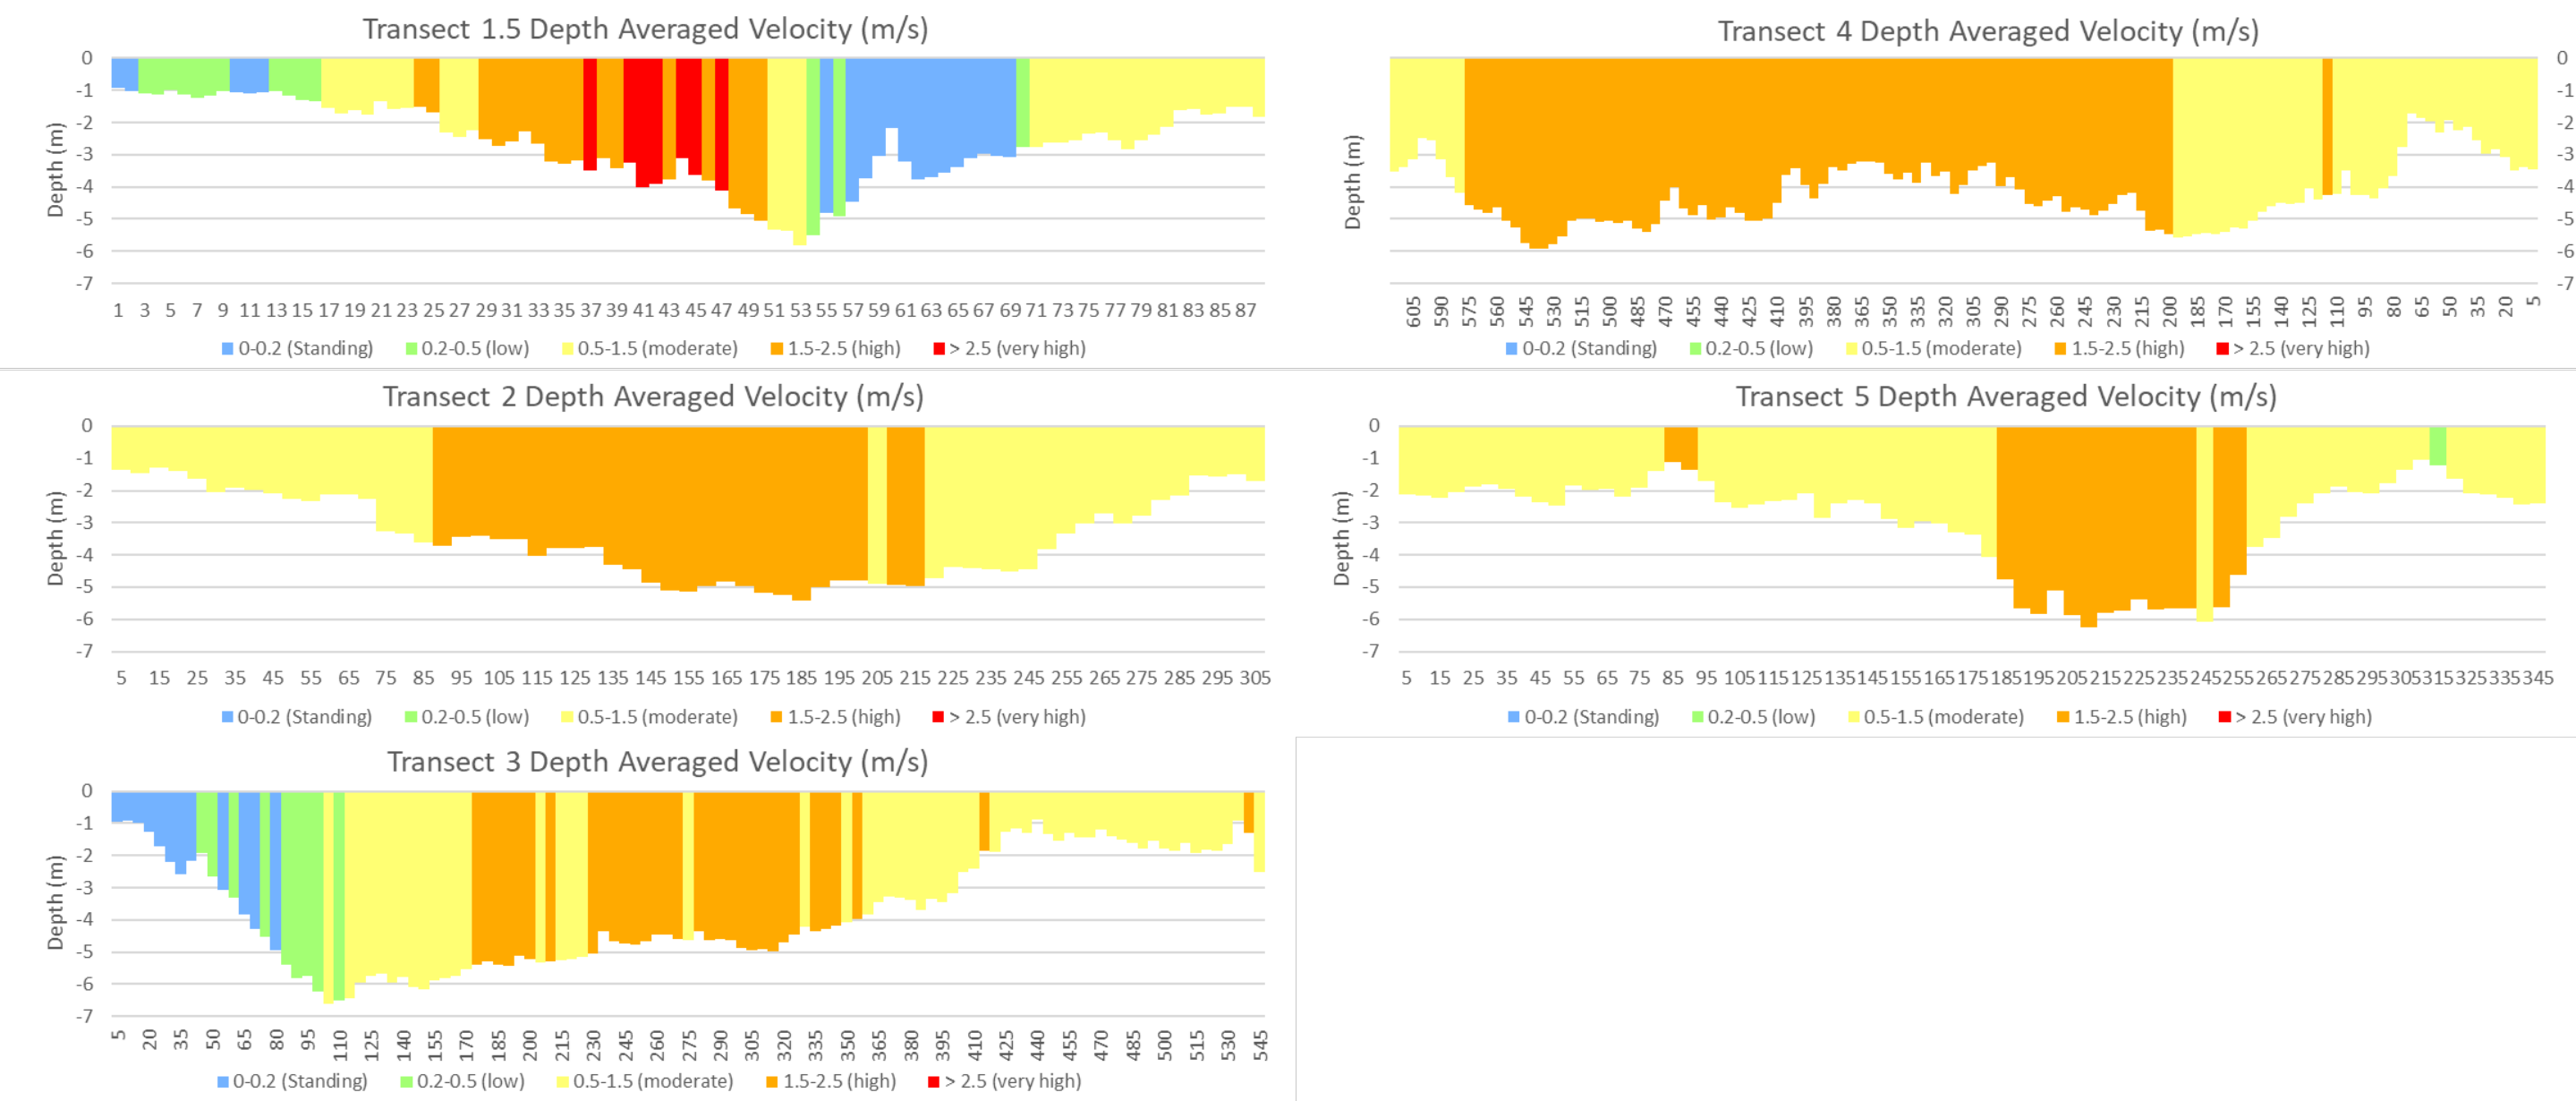 Transect 1.5 Depth Averaged Velocity (m/s)
0
-1
-2
-3
-4
-5
-6
-7
Depth (m)
1 3 5 7 9 11 13 15 17 19 21 23 25 27 29 31 33 35 37 39 41 43 45 47 49 51 53 55 57 59 61 63 65 67 69 71 73 75 77 79 81 83 85 87
0-0.2 (Standing) 0.2-0.5 (low) 0.5-1.5 (moderate) 1.5-2.5 (high) > 2.5 (very high)
Transect 4 Depth Averaged Velocity (m/s)
0
-1
-2
-3
-4
-5
-6
-7
Depth (m)
605 590 575 560 545 530 515 500 485 470 455 440 425 410 395 380 365 350 335 320 305 290 275 260 245 230 215 200 185 170 155 140 125 110 95 80 65 50 35 20 5
0-0.2 (Standing) 0.2-0.5 (low) 0.5-1.5 (moderate) 1.5-2.5 (high) > 2.5 (very high)
Transect 2 Depth Averaged Velocity (m/s)
0
-1
-2
-3
-4
-5
-6
-7
Depth (m)
5 15 25 35 45 55 65 75 85 95 105 115 125 135 145 155 165 175 185 195 205 215 225 235 245 255 265 275 285 295 305
0-0.2 (Standing) 0.2-0.5 (low) 0.5-1.5 (moderate) 1.5-2.5 (high) > 2.5 (very high)
Transect 5 Depth Averaged Velocity (m/s)
0
-1
-2
-3
-4
-5
-6
-7
Depth (m)
5 15 25 35 45 55 65 75 85 95 105 115 125 135 145 155 165 175 185 195 205 215 225 235 245 255 265 275 285 295 305 315 325 335 345
0-0.2 (Standing) 0.2-0.5 (low) 0.5-1.5 (moderate) 1.5-2.5 (high) > 2.5 (very high)
Transect 3 Depth Averaged Velocity (m/s)
0
-1
-2
-3
-4
-5
-6
-7
Depth (m)
5 20 35 50 65 80 95 110 125 140 155 170 185 200 215 230 245 260 275 290 305 320 335 350 365 380 395 410 425 440 455 470 485 500 515 530 545
0-0.2 (Standing) 0.2-0.5 (low) 0.5-1.5 (moderate) 1.5-2.5 (high) > 2.5 (very high)